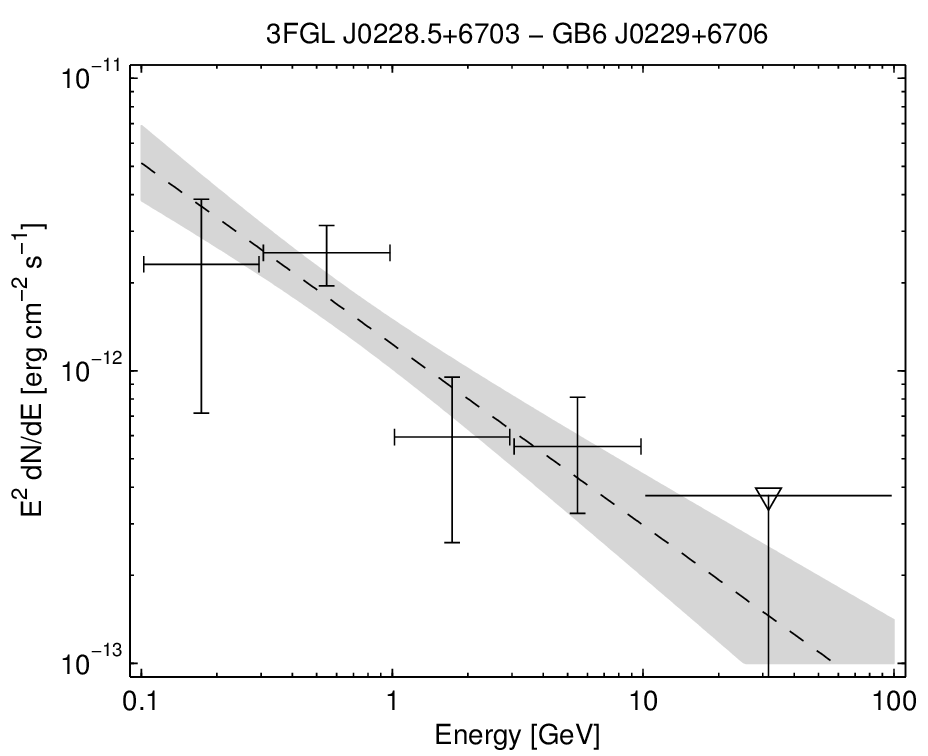 3FGL J0228.5+6703 − GB6 J0229+6706
10⁻¹¹
10⁻¹²
10⁻¹³
E² dN/dE [erg cm⁻² s⁻¹]
0.1 1 10 100
Energy [GeV]